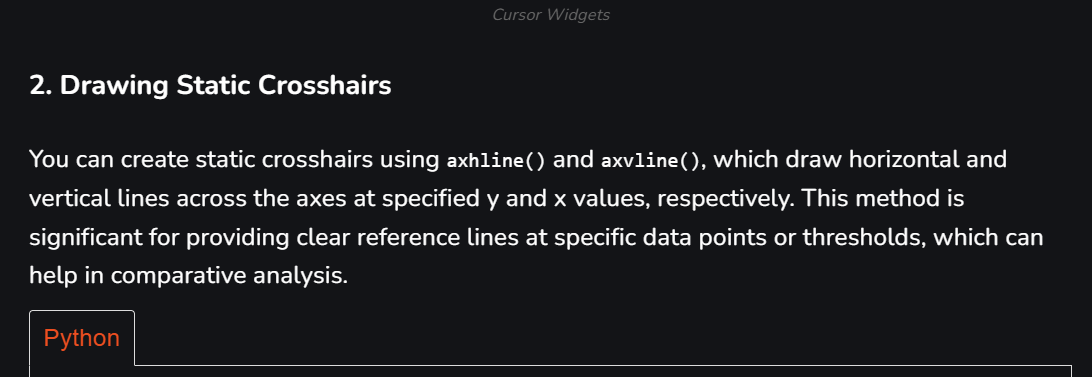 Cursor Widgets
2. Drawing Static Crosshairs
You can create static crosshairs using axhline() and axvline(), which draw horizontal and
vertical lines across the axes at specified y and x values, respectively. This method is
significant for providing clear reference lines at specific data points or thresholds, which can
help in comparative analysis.
Python